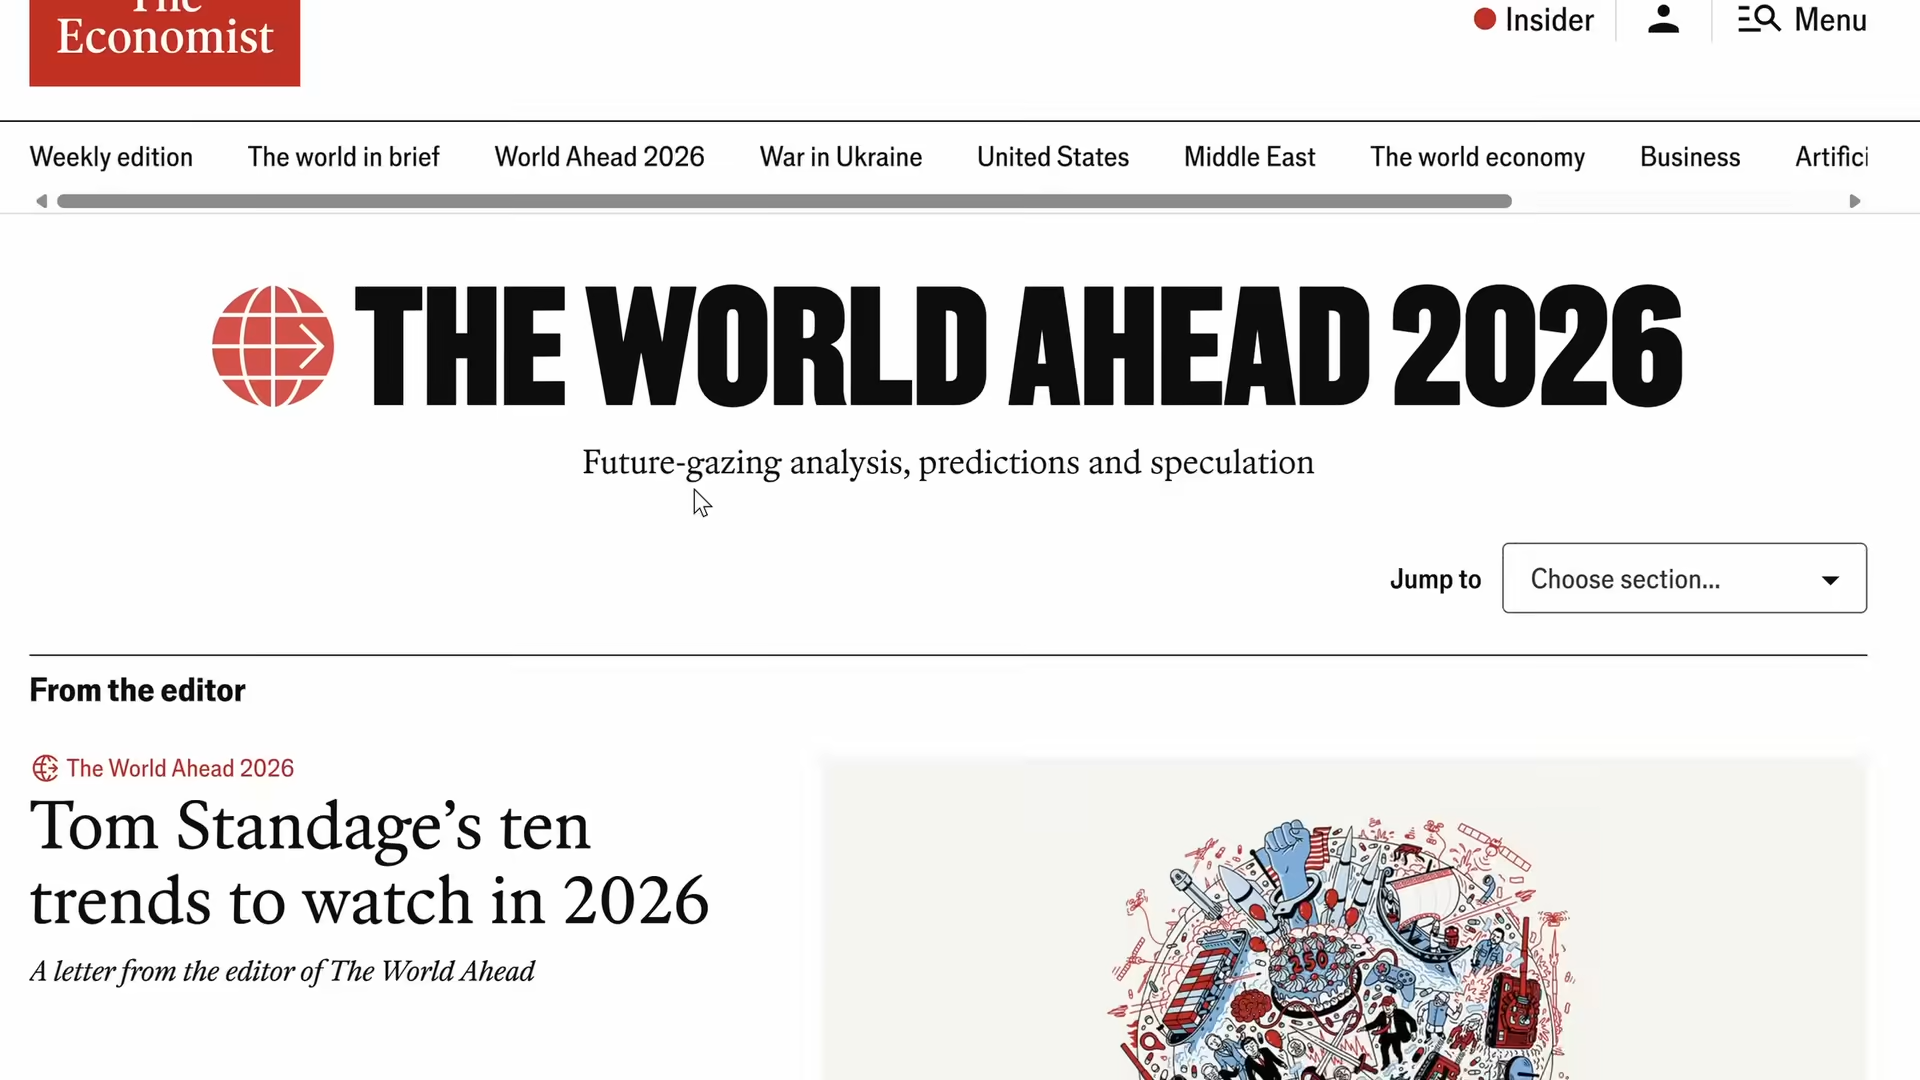 The
Economist
Insider
Menu
Weekly edition
The world in brief
World Ahead 2026
War in Ukraine
United States
Middle East
The world economy
Business
Artifici
THE WORLD AHEAD 2026
Future-gazing analysis, predictions and speculation
Jump to
Choose section...
From the editor
The World Ahead 2026
Tom Standage’s ten
trends to watch in 2026
A letter from the editor of The World Ahead
250